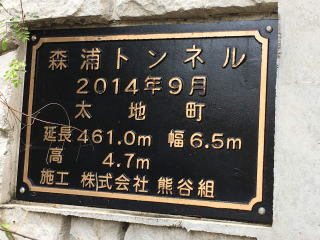 森浦トンネル
2014年9月
太地町
延長461.0m 幅6.5m
高 4.7m
施工 株式会社 熊谷組